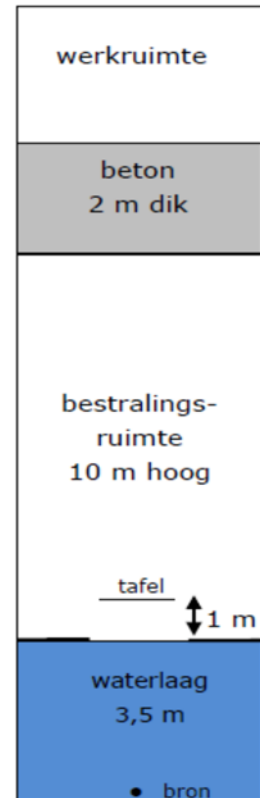 werkruimte
beton
2 m dik
bestralings-
ruimte
10 m hoog
tafel
1 m
waterlaag
3,5 m
bron